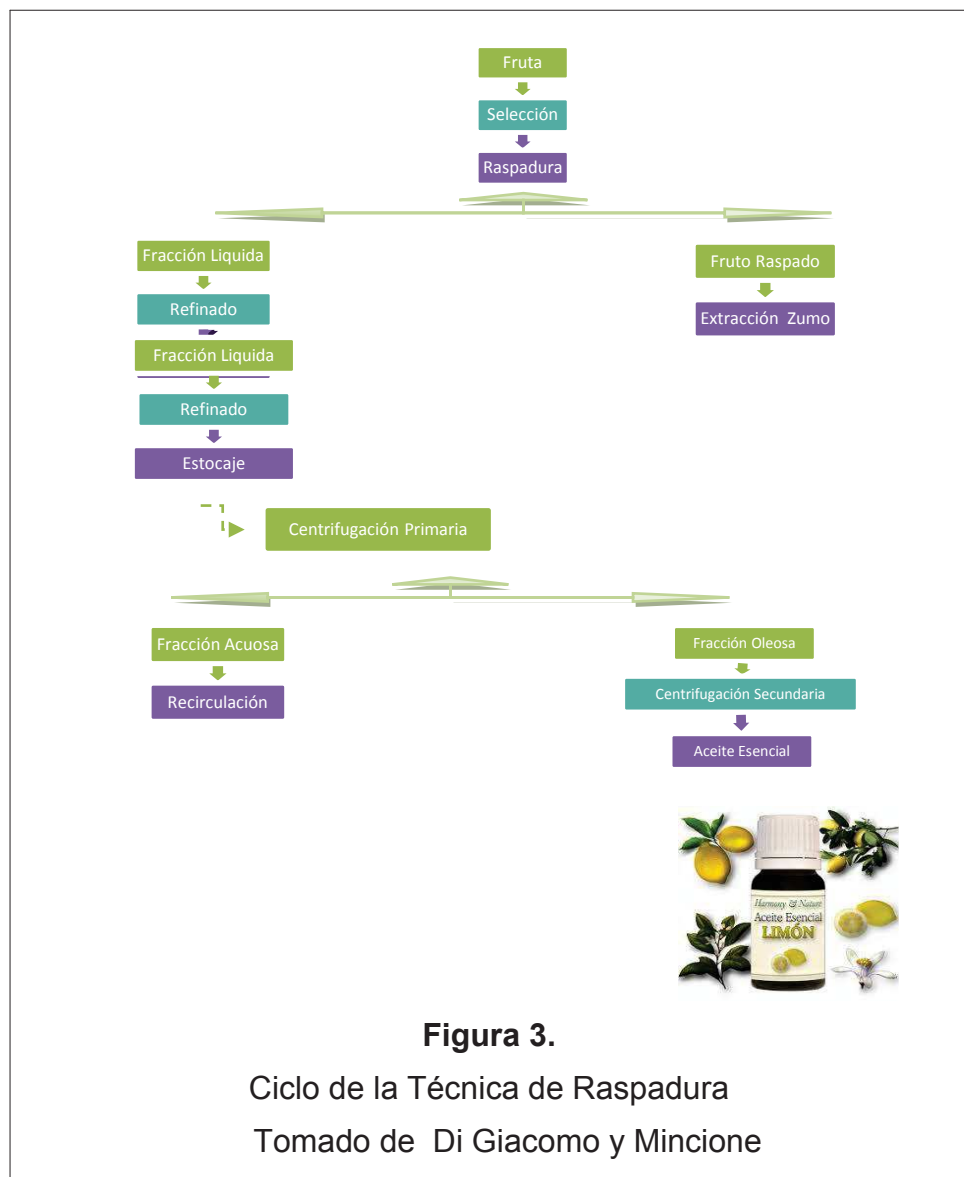 Fruta
Selección
Raspadura
Fracción Liquida
Refinado
Fracción Liquida
Refinado
Estocaje
Fruto Raspado
Extracción Zumo
Centrifugación Primaria
Fracción Acuosa
Recirculación
Fracción Oleosa
Centrifugación Secundaria
Aceite Esencial
Harmony & Nature
Aceite Esencial
LIMÓN
Figura 3.
Ciclo de la Técnica de Raspadura
Tomado de Di Giacomo y Mincione